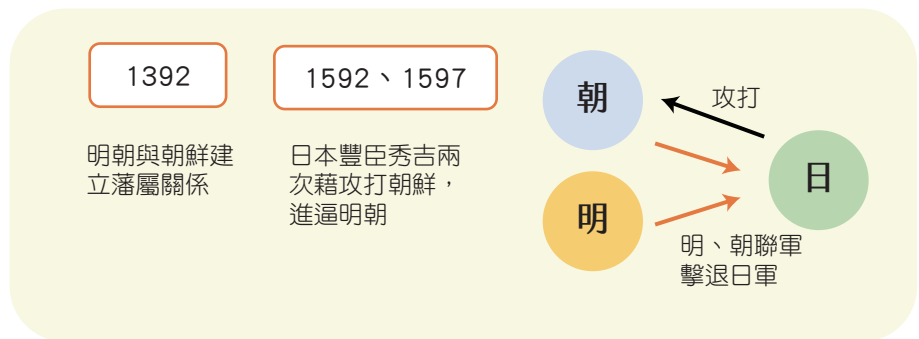 1392
明朝與朝鮮建
立藩屬關係
1592、1597
日本豐臣秀吉兩
次藉攻打朝鮮，
進逼明朝
朝
攻打
日
明
明、朝聯軍
擊退日軍